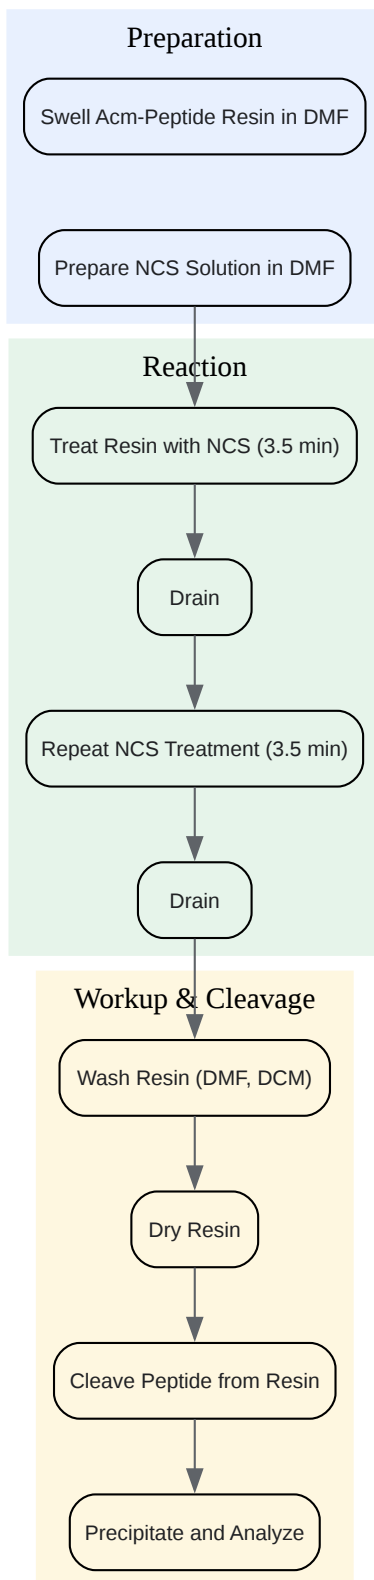 Preparation
Swell Acm-Peptide Resin in DMF
Prepare NCS Solution in DMF
Reaction
Treat Resin with NCS (3.5 min)
Drain
Repeat NCS Treatment (3.5 min)
Drain
Workup & Cleavage
Wash Resin (DMF, DCM)
Dry Resin
Cleave Peptide from Resin
Precipitate and Analyze